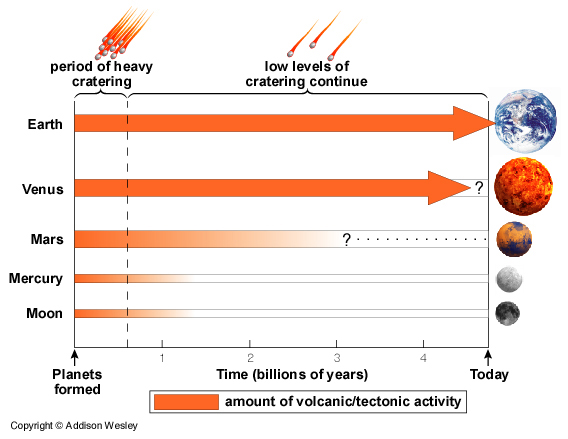 period of heavy
cratering
low levels of
cratering continue
Earth
Venus
?
Mars
?
Mercury
Moon
1
2
3
4
Planets
formed
Time (billions of years)
Today
amount of volcanic/tectonic activity
Copyright © Addison Wesley